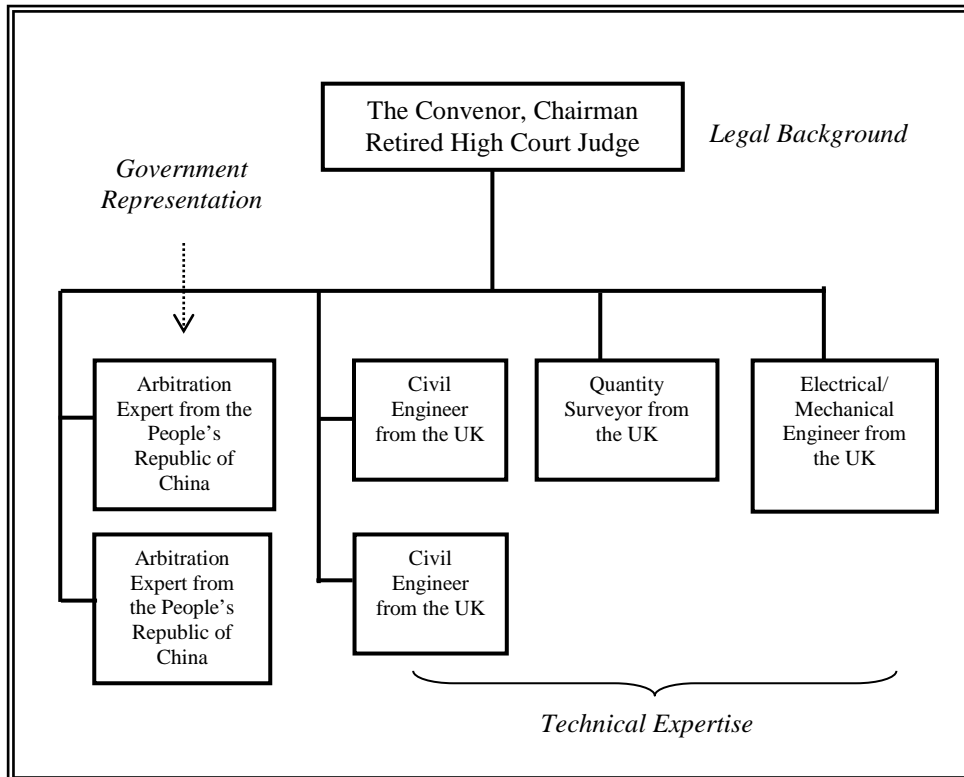 The Convenor, Chairman
Retired High Court Judge
Legal Background
Government
Representation
Arbitration
Expert from the
People’s
Republic of
China
Civil
Engineer
from the UK
Quantity
Surveyor from
the UK
Electrical/
Mechanical
Engineer from
the UK
Arbitration
Expert from
the People’s
Republic of
China
Civil
Engineer
from the UK
Technical Expertise